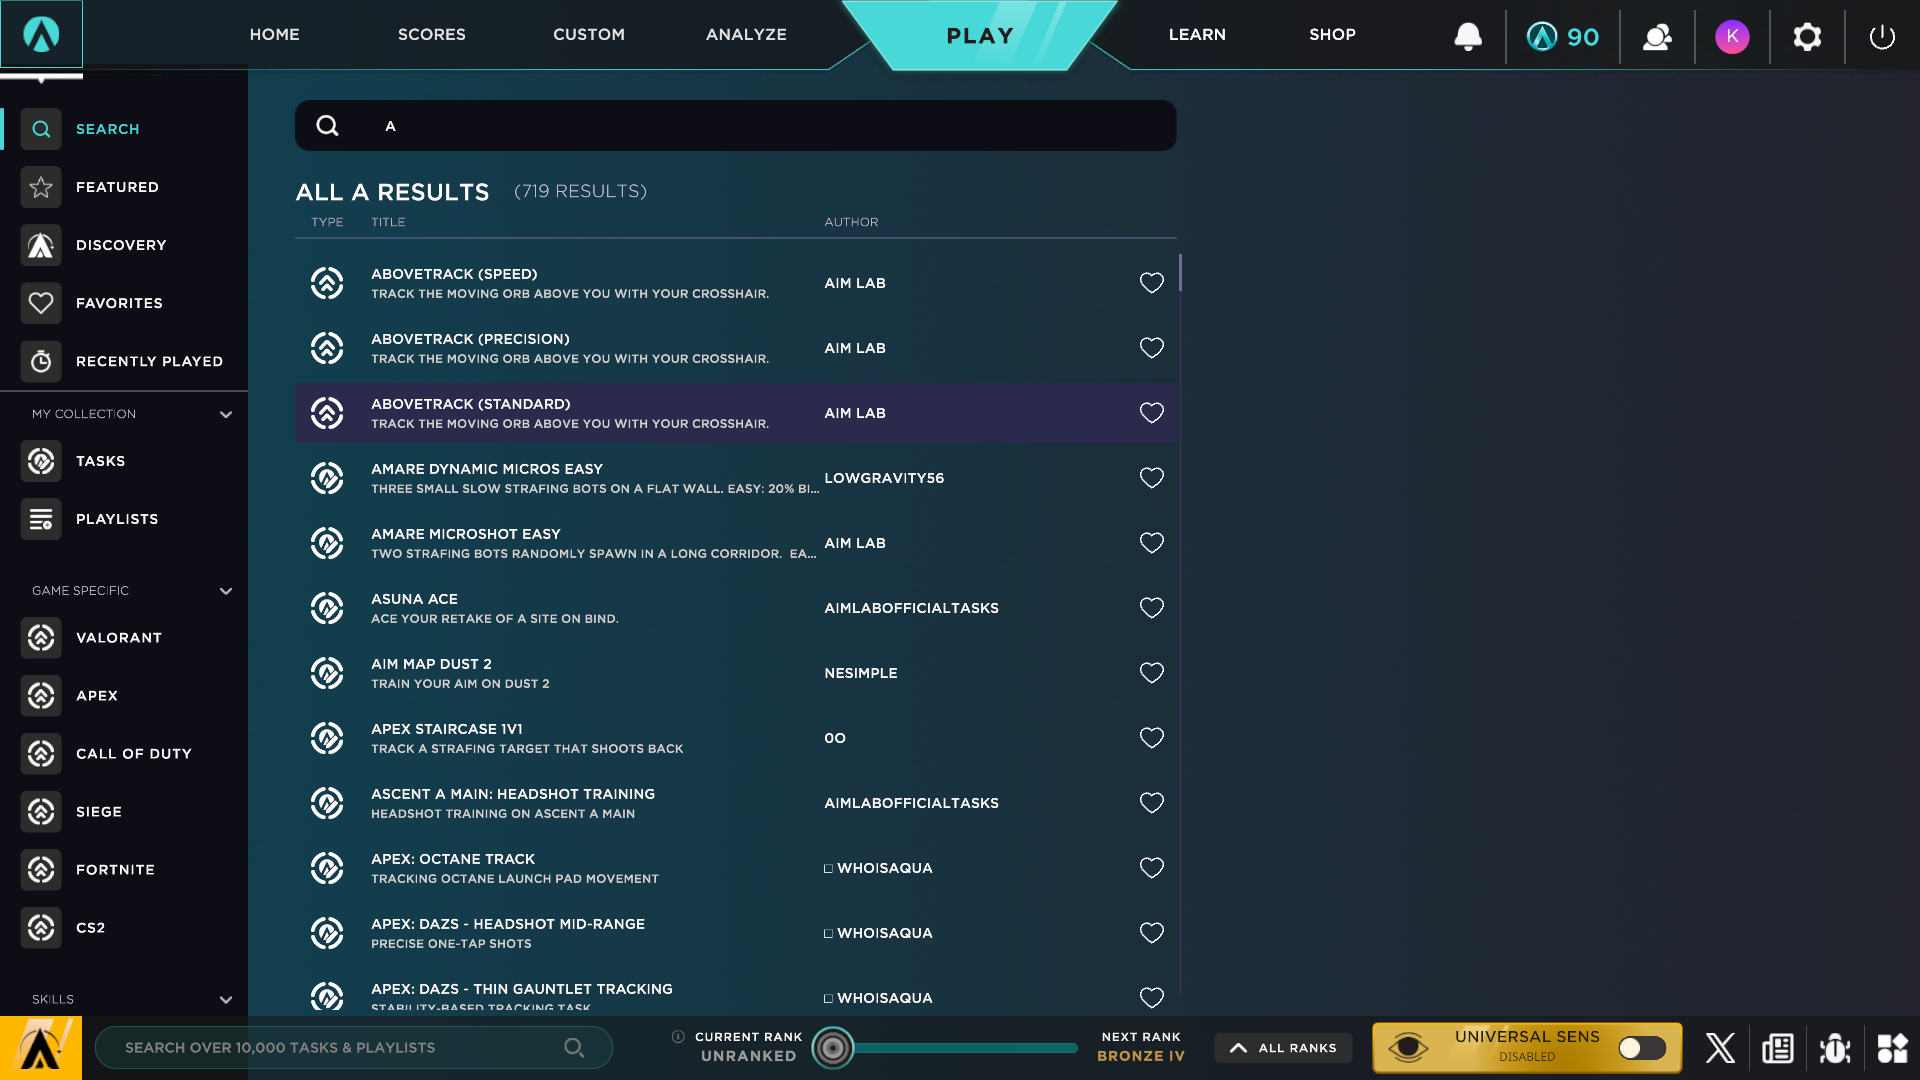 HOME
SCORES
CUSTOM
ANALYZE
PLAY
LEARN
SHOP
90
K
SEARCH
FEATURED
DISCOVERY
FAVORITES
RECENTLY PLAYED
MY COLLECTION
TASKS
PLAYLISTS
GAME SPECIFIC
VALORANT
APEX
CALL OF DUTY
SIEGE
FORTNITE
CS2
SKILLS
A
ALL A RESULTS (719 RESULTS)
TYPE TITLE AUTHOR
ABOVETRACK (SPEED)
TRACK THE MOVING ORB ABOVE YOU WITH YOUR CROSSHAIR.
AIM LAB
ABOVETRACK (PRECISION)
TRACK THE MOVING ORB ABOVE YOU WITH YOUR CROSSHAIR.
AIM LAB
ABOVETRACK (STANDARD)
TRACK THE MOVING ORB ABOVE YOU WITH YOUR CROSSHAIR.
AIM LAB
AMARE DYNAMIC MICROS EASY
THREE SMALL SLOW STRAFING BOTS ON A FLAT WALL. EASY: 20% BI...
LOWGRAVITY56
AMARE MICROSHOT EASY
TWO STRAFING BOTS RANDOMLY SPAWN IN A LONG CORRIDOR. EA...
AIM LAB
ASUNA ACE
ACE YOUR RETAKE OF A SITE ON BIND.
AIMLABOFFICIALTASKS
AIM MAP DUST 2
TRAIN YOUR AIM ON DUST 2
NESIMPLE
APEX STAIRCASE 1V1
TRACK A STRAFING TARGET THAT SHOOTS BACK
0O
ASCENT A MAIN: HEADSHOT TRAINING
HEADSHOT TRAINING ON ASCENT A MAIN
AIMLABOFFICIALTASKS
APEX: OCTANE TRACK
TRACKING OCTANE LAUNCH PAD MOVEMENT
□ WHOISAQUA
APEX: DAZS - HEADSHOT MID-RANGE
PRECISE ONE-TAP SHOTS
□ WHOISAQUA
APEX: DAZS - THIN GAUNTLET TRACKING
STABILITY-BASED TRACKING TASK
□ WHOISAQUA
SEARCH OVER 10,000 TASKS & PLAYLISTS
CURRENT RANK
UNRANKED
NEXT RANK
BRONZE IV
ALL RANKS
UNIVERSAL SENS
DISABLED